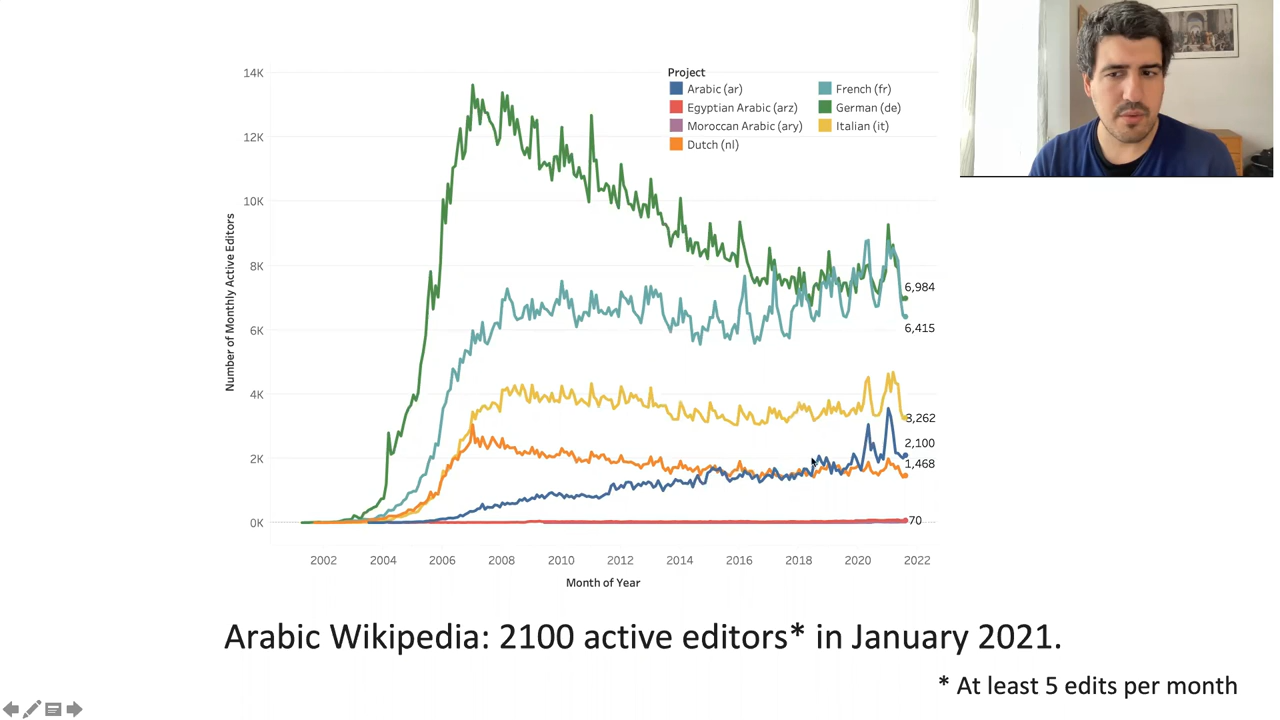 Project
Arabic (ar)
Egyptian Arabic (arz)
Moroccan Arabic (ary)
Dutch (nl)
French (fr)
German (de)
Italian (it)
Number of Monthly Active Editors
14K
12K
10K
8K
6K
4K
2K
0K
6,984
6,415
3,262
2,100
1,468
70
2002 2004 2006 2008 2010 2012 2014 2016 2018 2020 2022
Month of Year
Arabic Wikipedia: 2100 active editors* in January 2021.
* At least 5 edits per month